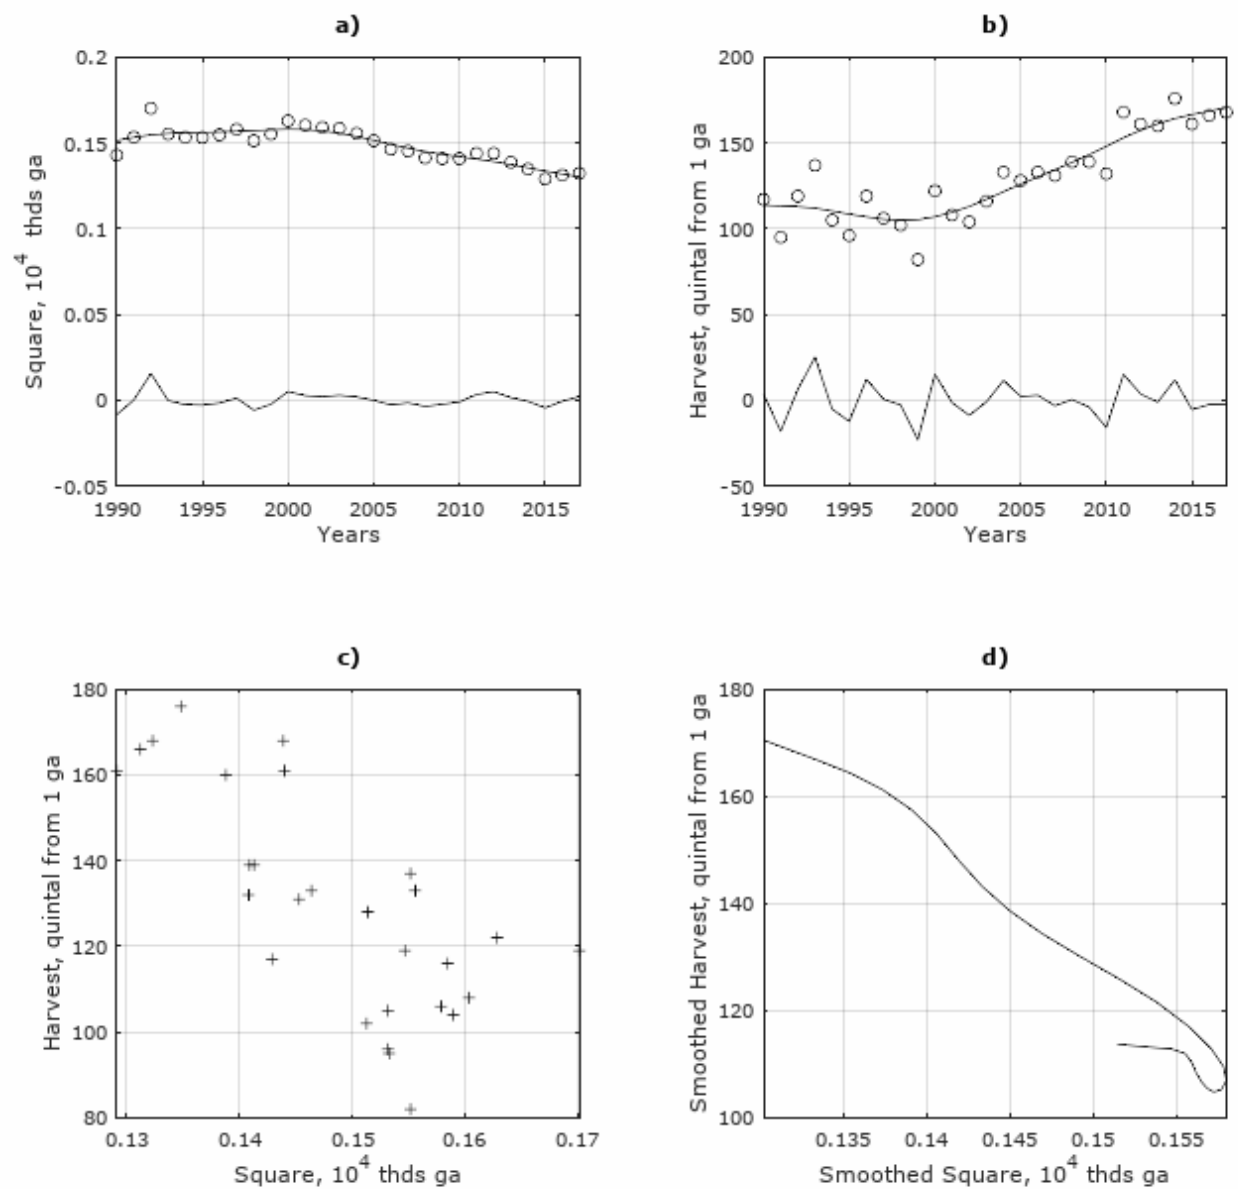 a)
0.2
0.15
0.1
0.05
0
-0.05
Square, 10^4 thds ga
1990 1995 2000 2005 2010 2015
Years
b)
200
150
100
50
0
-50
Harvest, quintal from 1 ga
1990 1995 2000 2005 2010 2015
Years
c)
180
160
140
120
100
80
Harvest, quintal from 1 ga
0.13 0.14 0.15 0.16 0.17
Square, 10^4 thds ga
d)
180
160
140
120
100
Smoothed Harvest, quintal from 1 ga
0.135 0.14 0.145 0.15 0.155
Smoothed Square, 10^4 thds ga